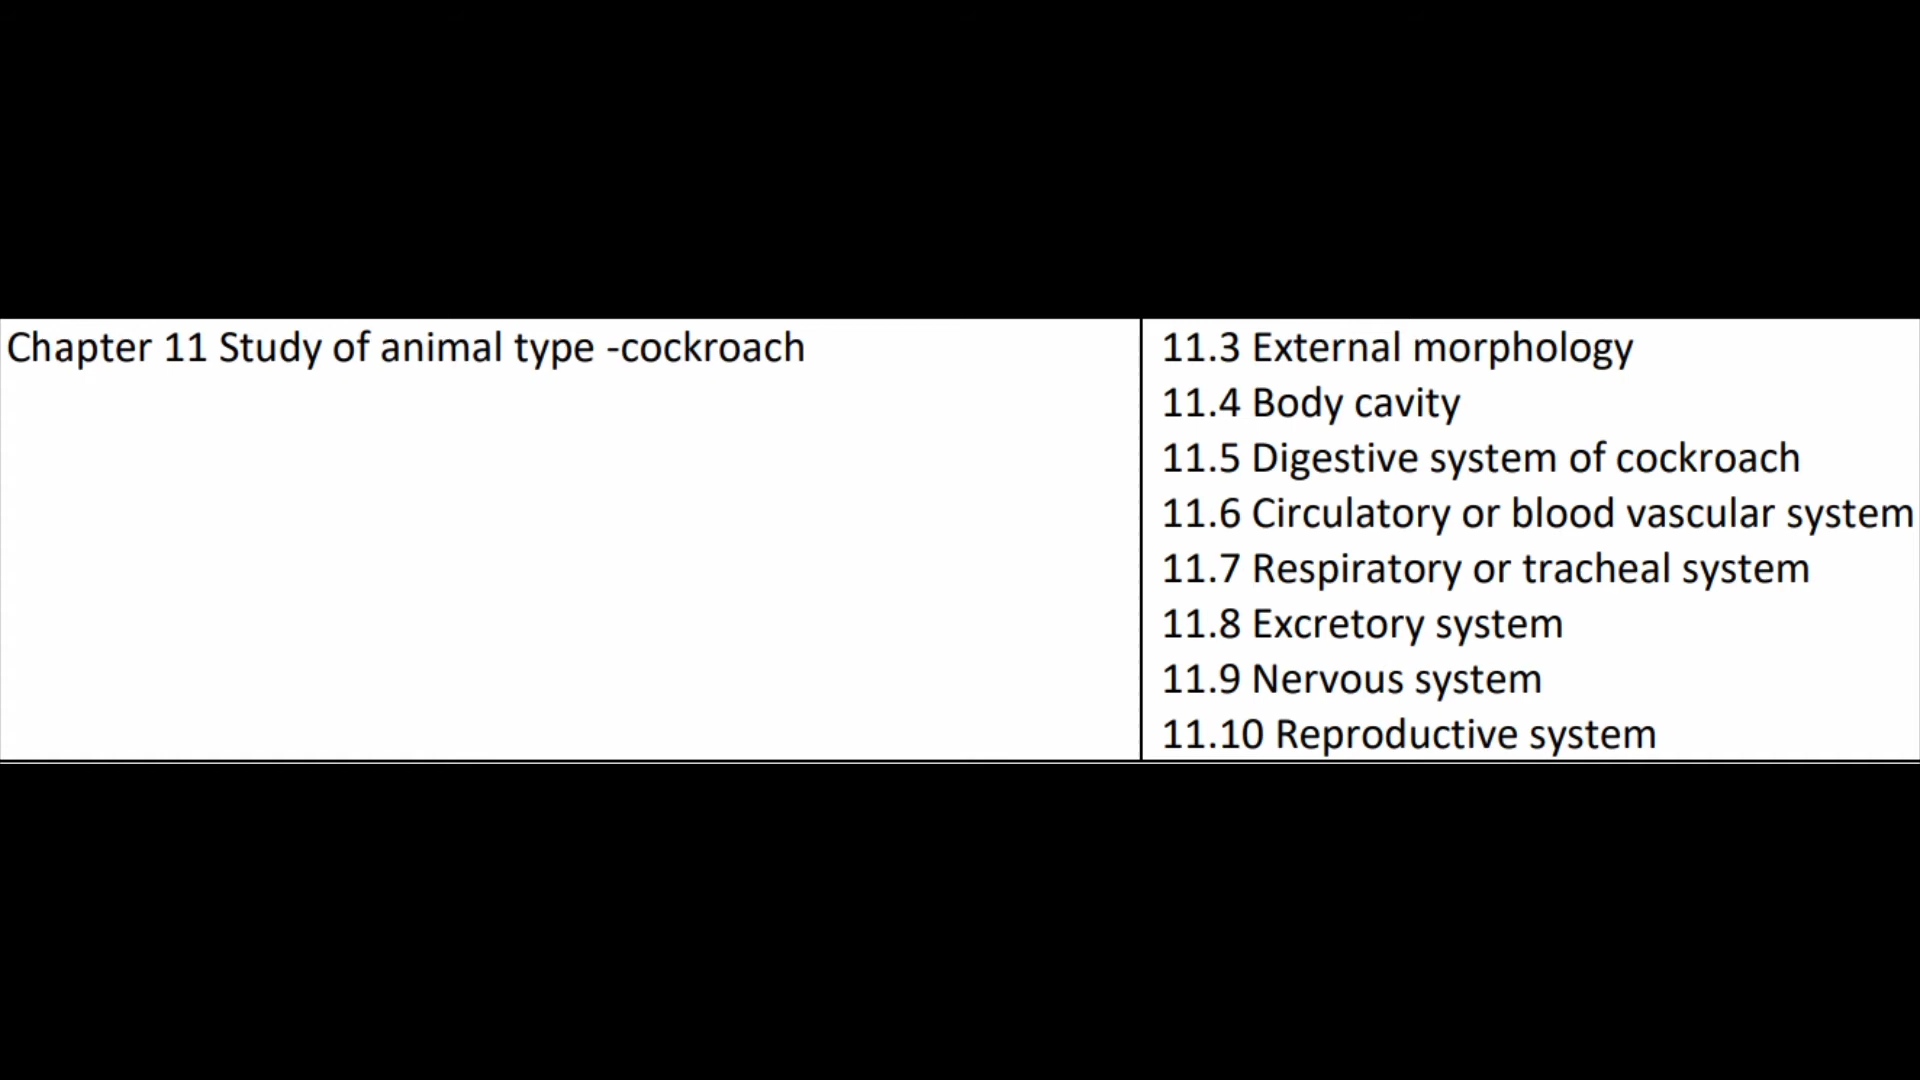 Chapter 11 Study of animal type -cockroach
11.3 External morphology
11.4 Body cavity
11.5 Digestive system of cockroach
11.6 Circulatory or blood vascular system
11.7 Respiratory or tracheal system
11.8 Excretory system
11.9 Nervous system
11.10 Reproductive system